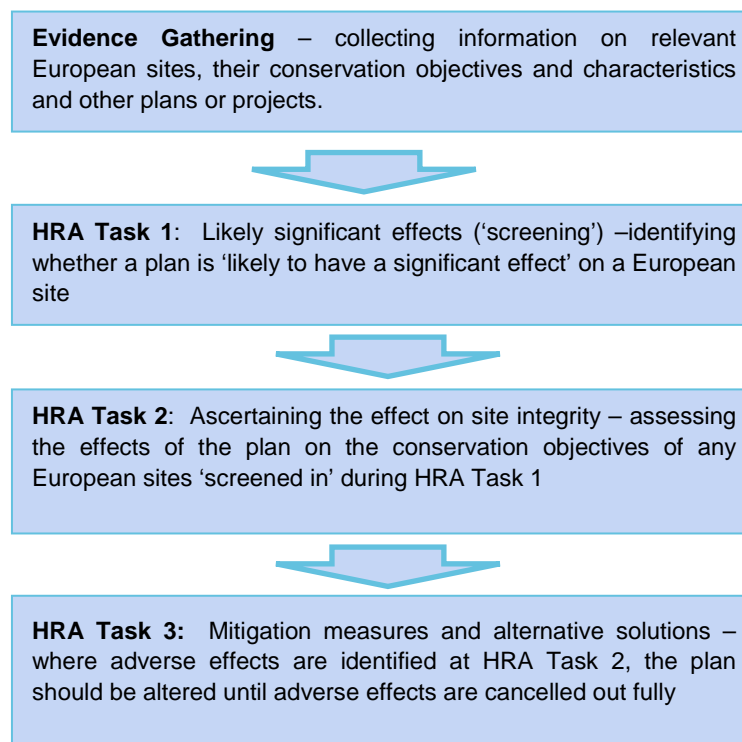 Evidence Gathering – collecting information on relevant
European sites, their conservation objectives and characteristics
and other plans or projects.
HRA Task 1:  Likely significant effects (‘screening’) –identifying
whether a plan is ‘likely to have a significant effect’ on a European
site
HRA Task 2:  Ascertaining the effect on site integrity – assessing
the effects of the plan on the conservation objectives of any
European sites ‘screened in’ during HRA Task 1
HRA Task 3:  Mitigation measures and alternative solutions –
where adverse effects are identified at HRA Task 2, the plan
should be altered until adverse effects are cancelled out fully